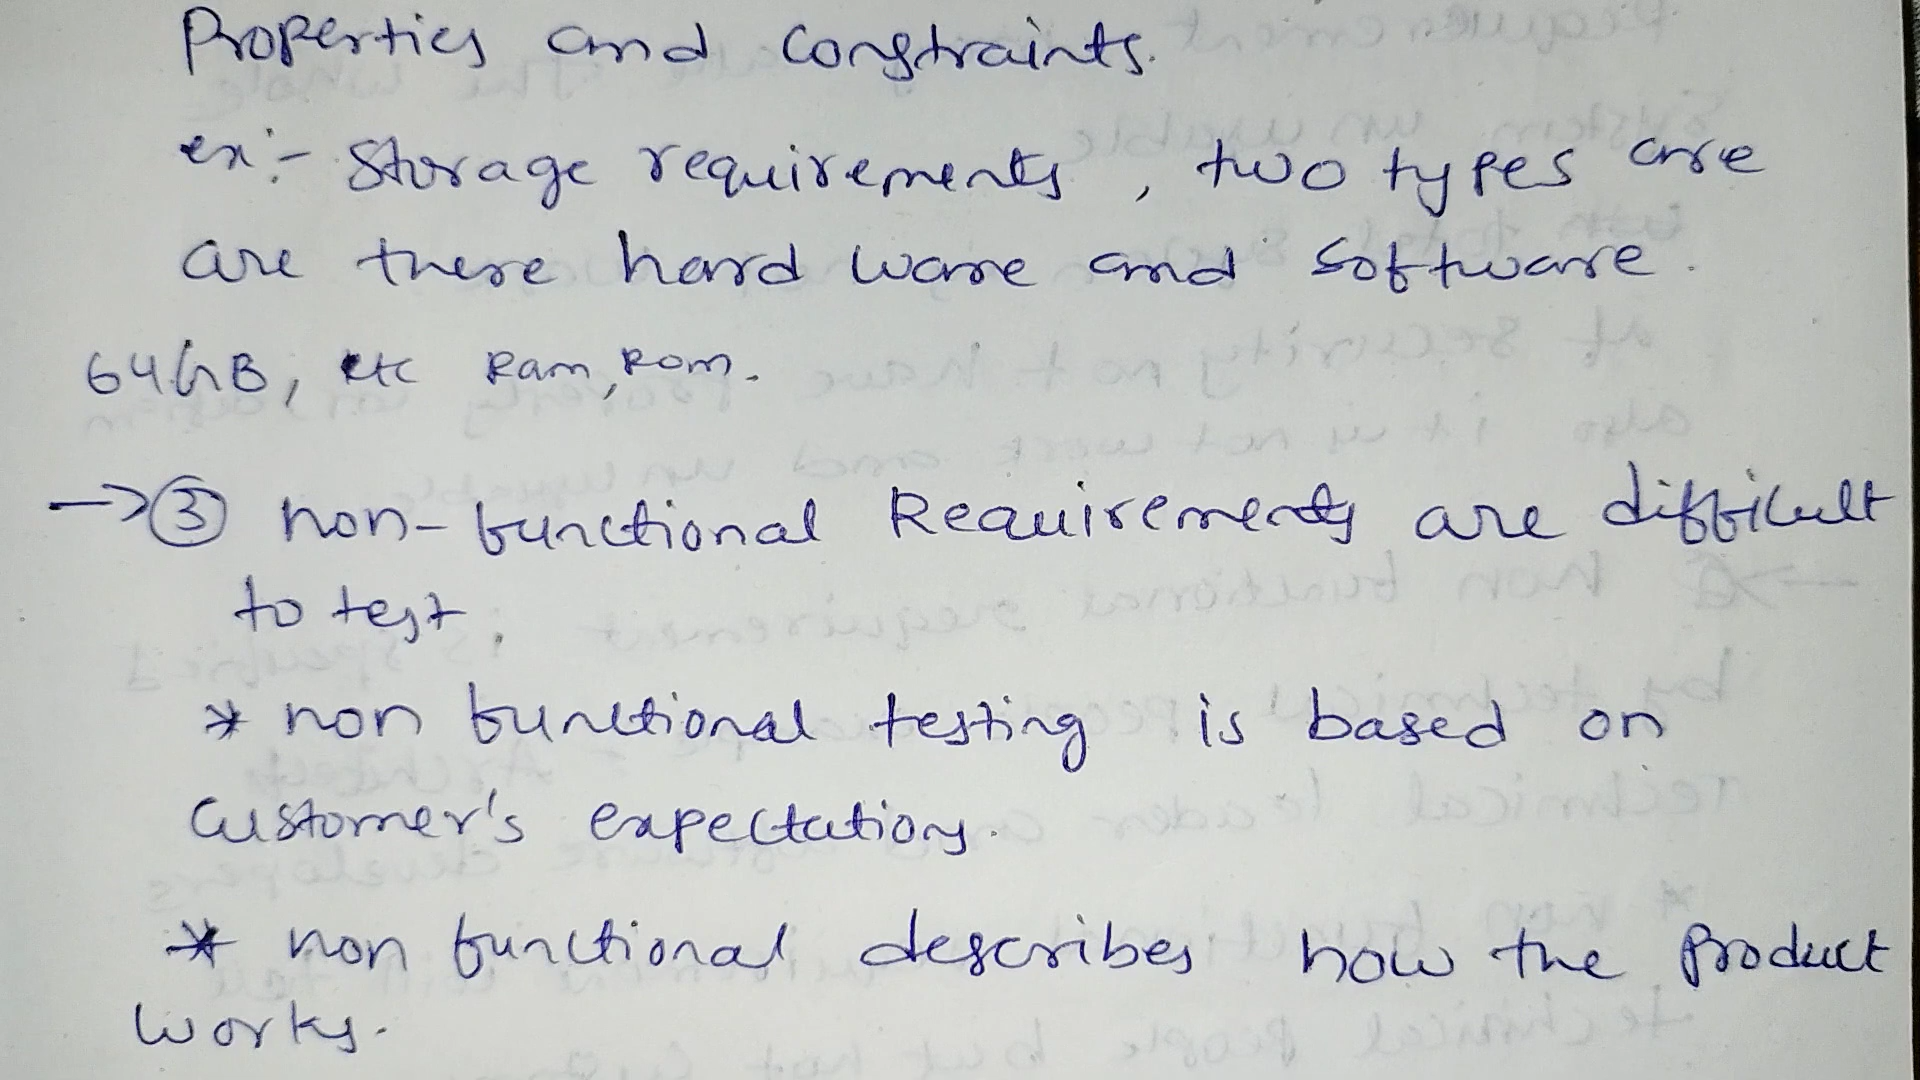 Properties and constraints.
ex:- Storage requirements, two types are
are there hard ware and software.
64GB, etc Ram, Rom.
→③ non-functional Requirements are difficult
to test.
* non functional testing is based on
Customer's expectations.
* non functional describes how the product
works.